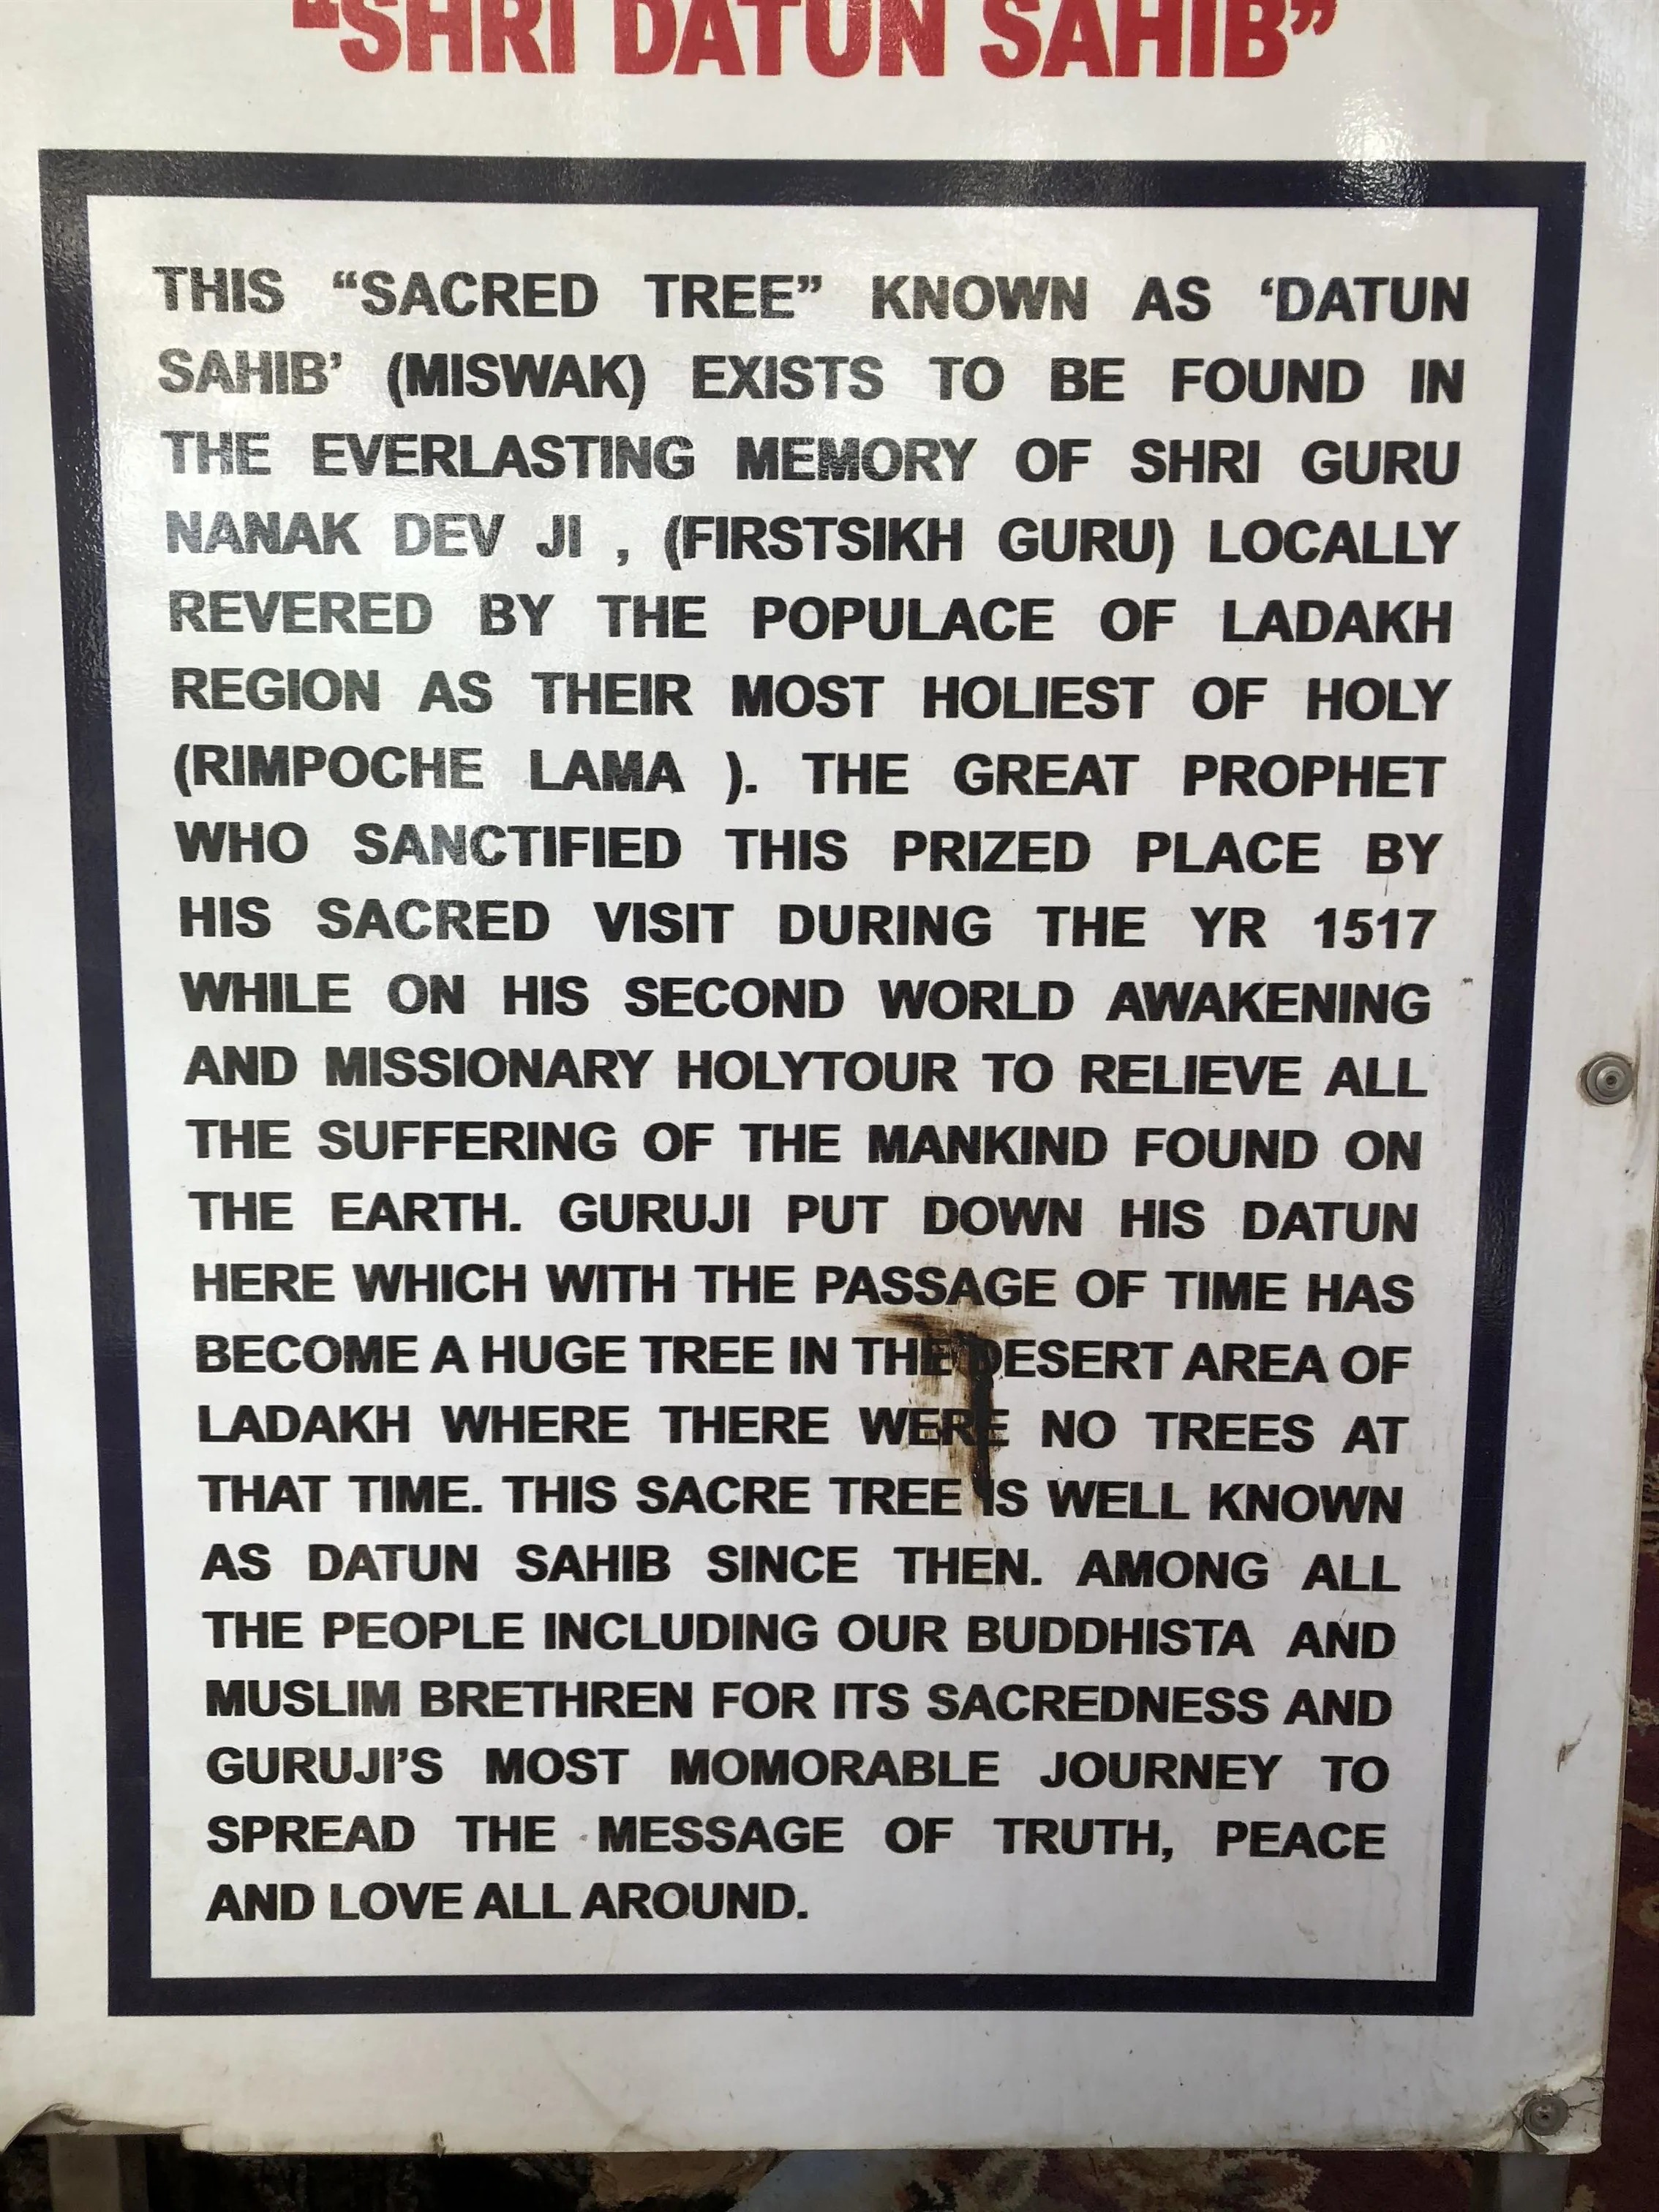 “SHRI DATUN SAHIB”
THIS “SACRED TREE” KNOWN AS ‘DATUN
SAHIB’ (MISWAK) EXISTS TO BE FOUND IN
THE EVERLASTING MEMORY OF SHRI GURU
NANAK DEV JI , (FIRSTSIKH GURU) LOCALLY
REVERED BY THE POPULACE OF LADAKH
REGION AS THEIR MOST HOLIEST OF HOLY
(RIMPOCHE LAMA ). THE GREAT PROPHET
WHO SANCTIFIED THIS PRIZED PLACE BY
HIS SACRED VISIT DURING THE YR 1517
WHILE ON HIS SECOND WORLD AWAKENING
AND MISSIONARY HOLYTOUR TO RELIEVE ALL
THE SUFFERING OF THE MANKIND FOUND ON
THE EARTH. GURUJI PUT DOWN HIS DATUN
HERE WHICH WITH THE PASSAGE OF TIME HAS
BECOME A HUGE TREE IN THE DESERT AREA OF
LADAKH WHERE THERE WERE NO TREES AT
THAT TIME. THIS SACRE TREE IS WELL KNOWN
AS DATUN SAHIB SINCE THEN. AMONG ALL
THE PEOPLE INCLUDING OUR BUDDHISTA AND
MUSLIM BRETHREN FOR ITS SACREDNESS AND
GURUJI’S MOST MOMORABLE JOURNEY TO
SPREAD THE MESSAGE OF TRUTH, PEACE
AND LOVE ALL AROUND.